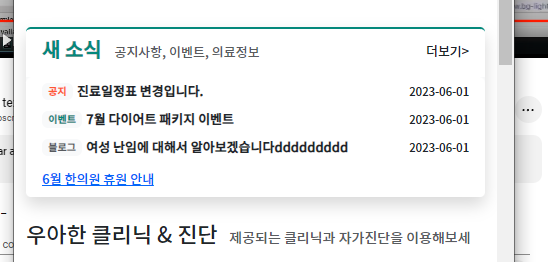 새 소식 공지사항, 이벤트, 의료정보 더보기>
공지 진료일정표 변경입니다. 2023-06-01
이벤트 7월 다이어트 패키지 이벤트 2023-06-01
블로그 여성 난임에 대해서 알아보겠습니다ddddddddd 2023-06-01
6월 한의원 휴원 안내
우아한 클리닉 & 진단 제공되는 클리닉과 자가진단을 이용해보세